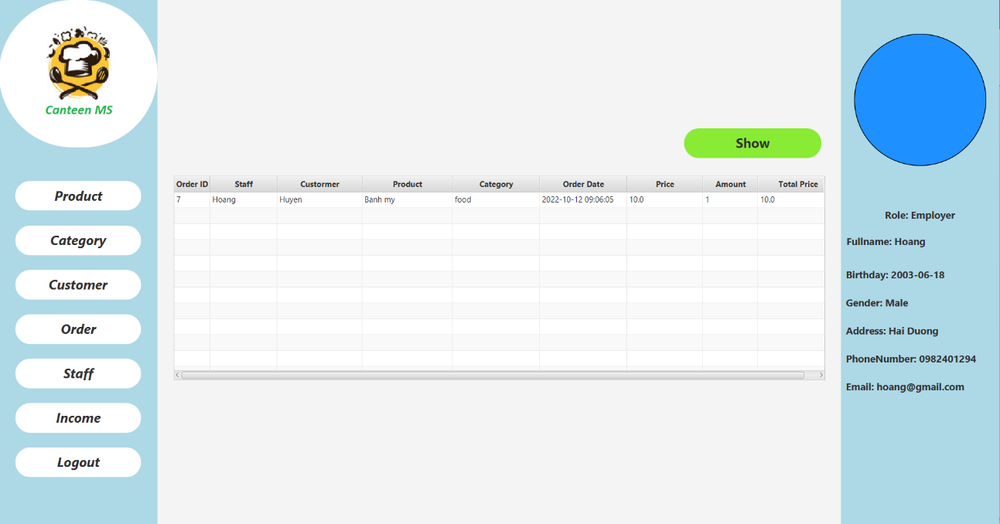 Canteen MS
Product
Category
Customer
Order
Staff
Income
Logout
Show
Order ID Staff Custormer Product Category Order Date Price Amount Total Price
7 Hoang Huyen Banh my food 2022-10-12 09:06:05 10.0 1 10.0
Role: Employer
Fullname: Hoang
Birthday: 2003-06-18
Gender: Male
Address: Hai Duong
PhoneNumber: 0982401294
Email: hoang@gmail.com